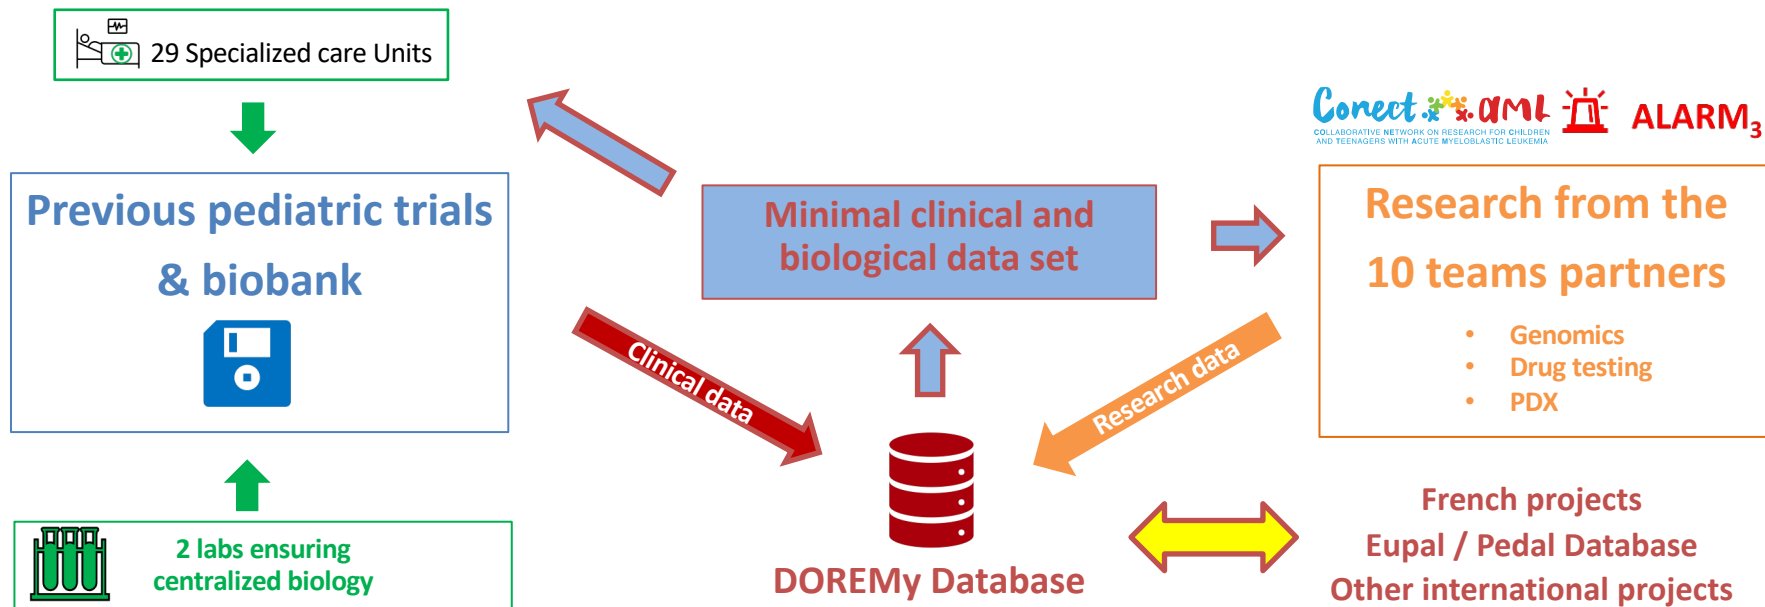 29 Specialized care Units
Previous pediatric trials
& biobank
2 labs ensuring
centralized biology
Minimal clinical and
biological data set
Clinical data
Research data
DOREMy Database
Conect-aML
COLLABORATIVE NETWORK ON RESEARCH FOR CHILDREN
AND TEENAGERS WITH ACUTE MYELOBLASTIC LEUKEMIA
ALARM3
Research from the
10 teams partners
• Genomics
• Drug testing
• PDX
French projects
Eupal / Pedal Database
Other international projects